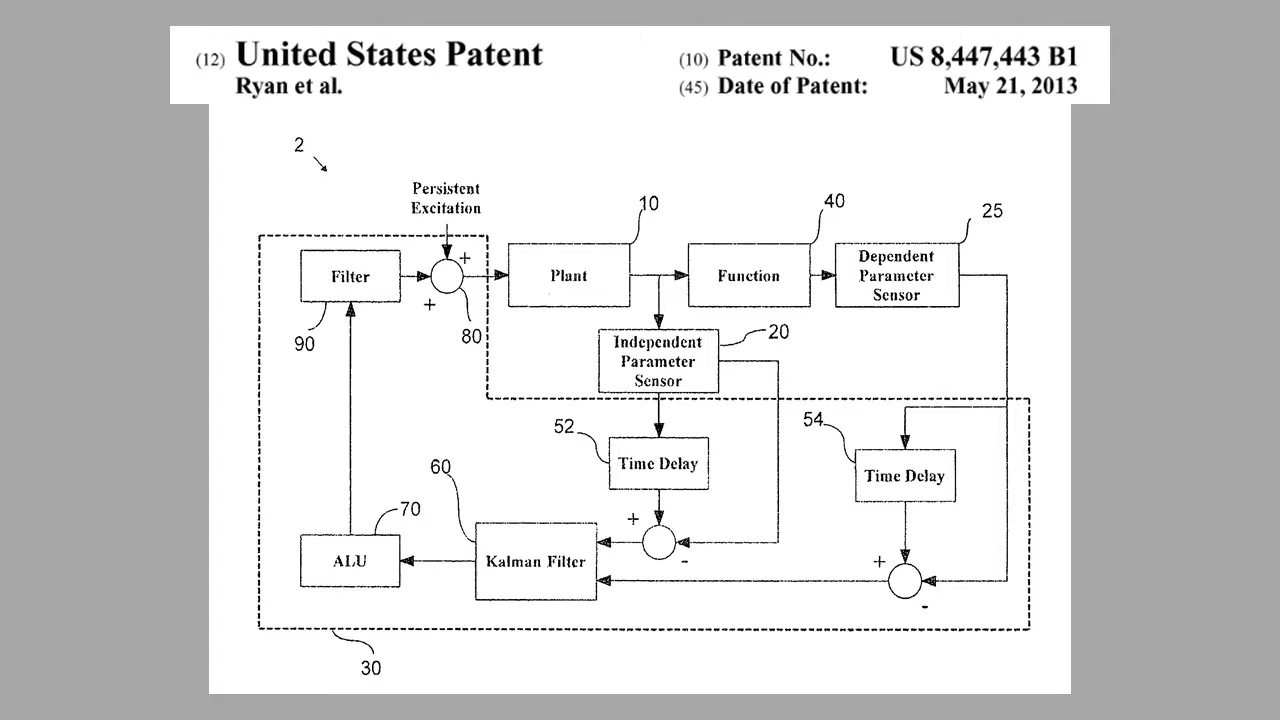 (12) United States Patent
Ryan et al.
(10) Patent No.: US 8,447,443 B1
(45) Date of Patent: May 21, 2013
2
Persistent
Excitation
10
40
25
Filter
+
+
90
80
Plant
Function
Dependent
Parameter
Sensor
Independent
Parameter
Sensor
20
52
Time Delay
54
Time Delay
60
+
-
70
ALU
Kalman Filter
+
-
30